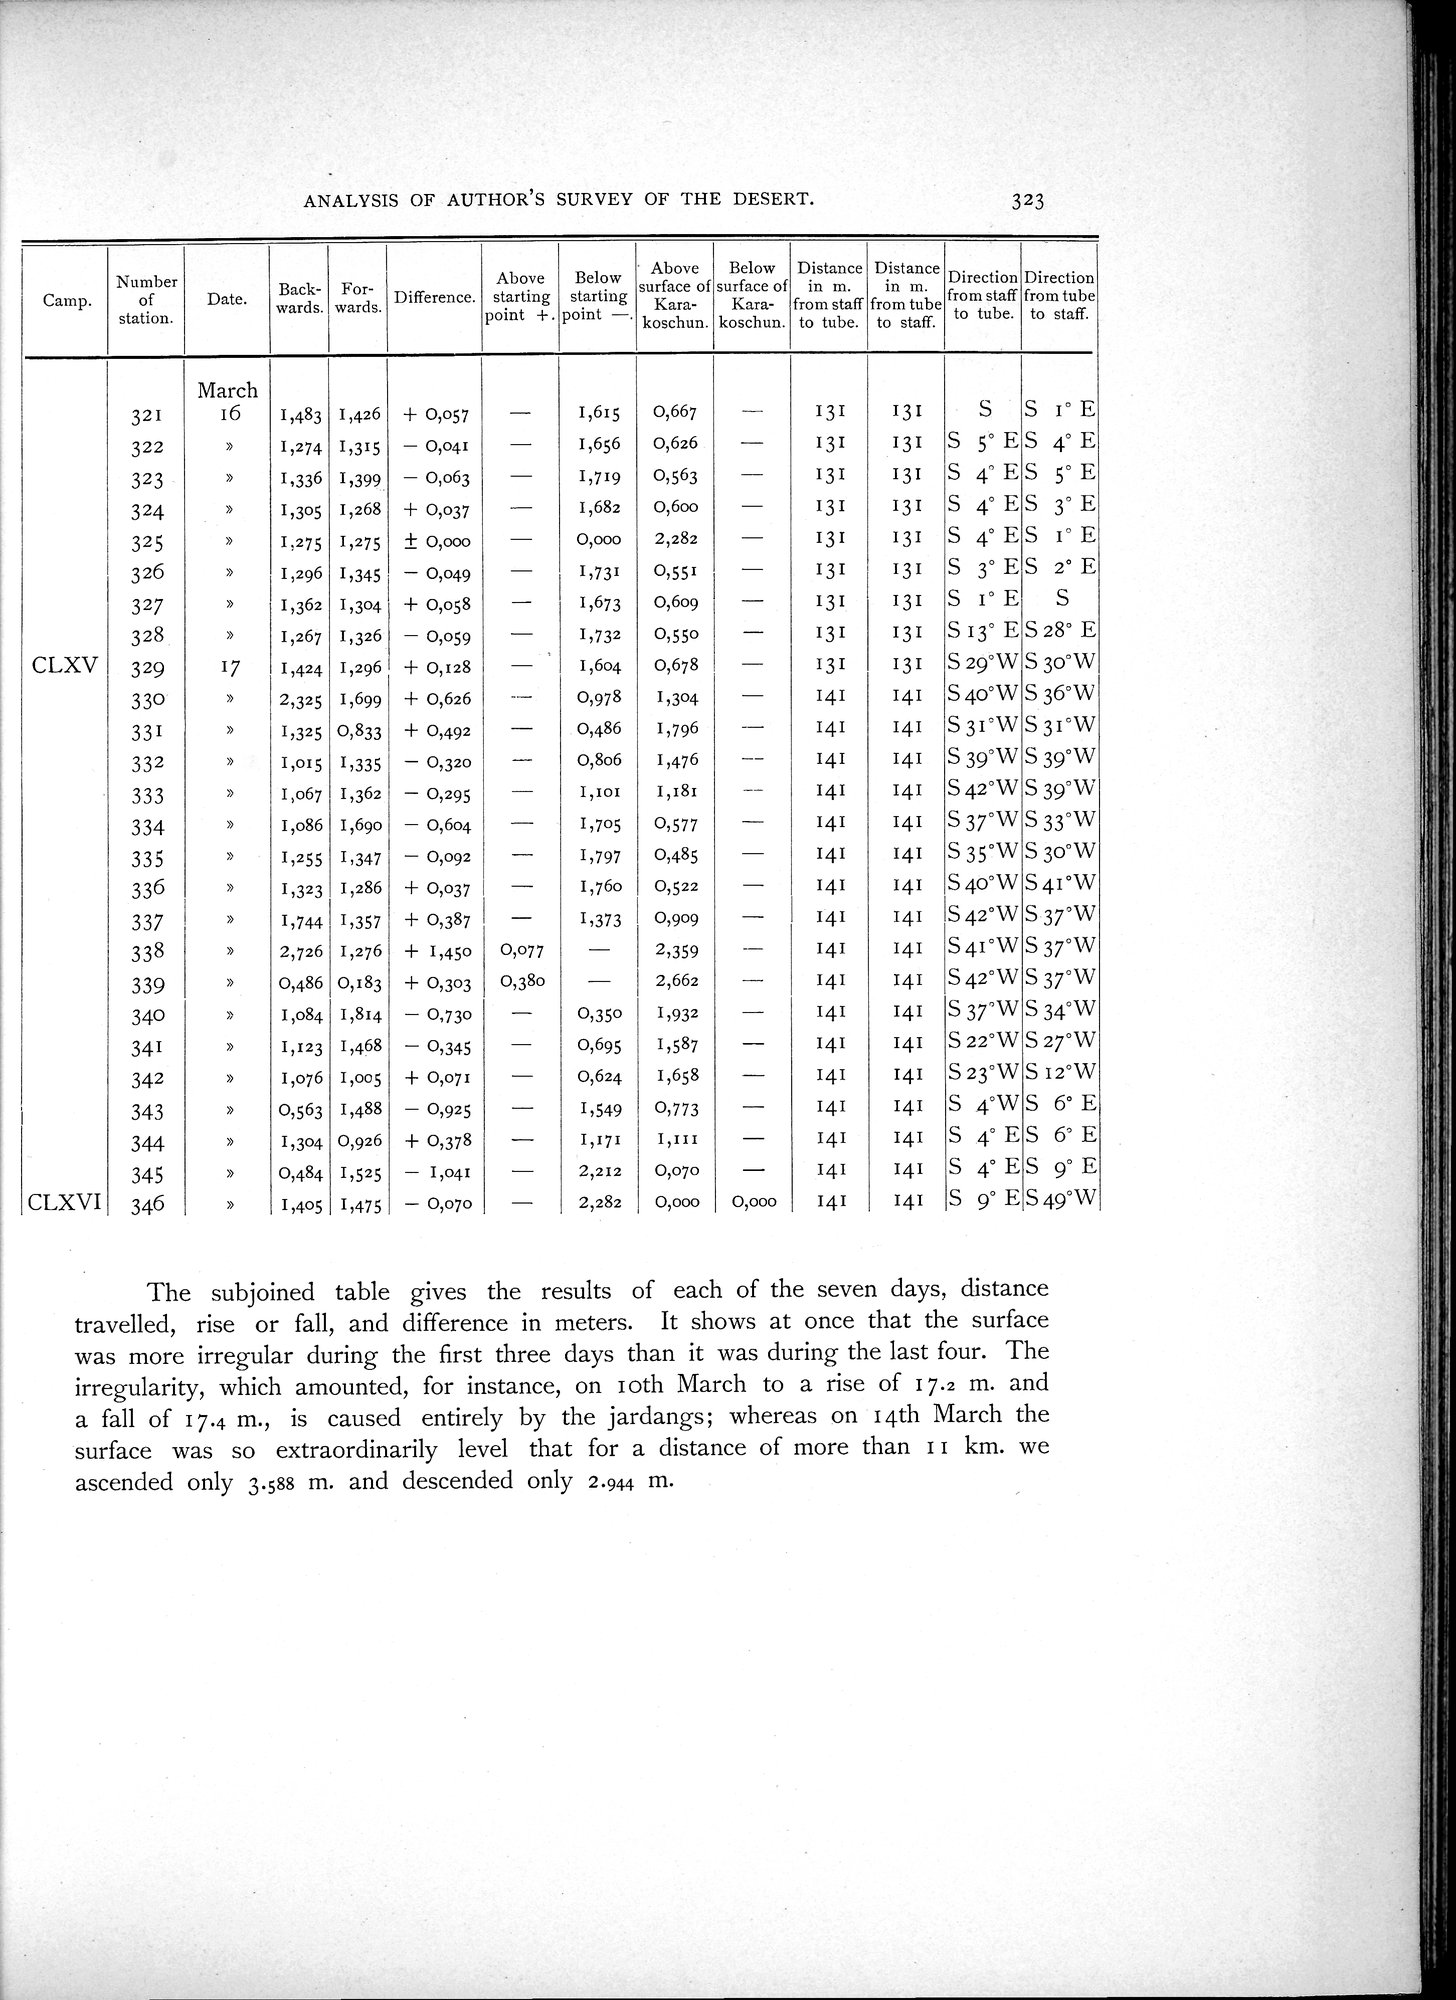 ANALYSIS OF AUTHOR'S SURVEY OF THE DESERT. 323
Camp. | Number of station. | Date. | Back-wards. | For-wards. | Difference. | Above starting point +. | Below starting point —. | Above surface of Kara-koschun. | Below surface of Kara-koschun. | Distance in m. from staff to tube. | Distance in m. from tube to staff. | Direction from staff to tube. | Direction from tube to staff.
March
321 16 1,483 1,426 + 0,057 — 1,615 0,667 — 131 131 S S 1° E
322 » 1,274 1,315 − 0,041 — 1,656 0,626 — 131 131 S 5° E S 4° E
323 » 1,336 1,399 − 0,063 — 1,719 0,563 — 131 131 S 4° E S 5° E
324 » 1,305 1,268 + 0,037 — 1,682 0,600 — 131 131 S 4° E S 3° E
325 » 1,275 1,275 ± 0,000 — 0,000 2,282 — 131 131 S 4° E S 1° E
326 » 1,296 1,345 − 0,049 — 1,731 0,551 — 131 131 S 3° E S 2° E
327 » 1,362 1,304 + 0,058 — 1,673 0,609 — 131 131 S 1° E S
328 » 1,267 1,326 − 0,059 — 1,732 0,550 — 131 131 S 13° E S 28° E
CLXV 329 17 1,424 1,296 + 0,128 — 1,604 0,678 — 131 131 S 29° W S 30° W
330 » 2,325 1,699 + 0,626 — 0,978 1,304 — 141 141 S 40° W S 36° W
331 » 1,325 0,833 + 0,492 — 0,486 1,796 — 141 141 S 31° W S 31° W
332 » 1,015 1,335 − 0,320 — 0,806 1,476 — 141 141 S 39° W S 39° W
333 » 1,067 1,362 − 0,295 — 1,101 1,181 — 141 141 S 42° W S 39° W
334 » 1,086 1,690 − 0,604 — 1,705 0,577 — 141 141 S 37° W S 33° W
335 » 1,255 1,347 − 0,092 — 1,797 0,485 — 141 141 S 35° W S 30° W
336 » 1,323 1,286 + 0,037 — 1,760 0,522 — 141 141 S 40° W S 41° W
337 » 1,744 1,357 + 0,387 — 1,373 0,909 — 141 141 S 42° W S 37° W
338 » 2,726 1,276 + 1,450 0,077 — 2,359 — 141 141 S 41° W S 37° W
339 » 0,486 0,183 + 0,303 0,380 — 2,662 — 141 141 S 42° W S 37° W
340 » 1,084 1,814 − 0,730 — 0,350 1,932 — 141 141 S 37° W S 34° W
341 » 1,123 1,468 − 0,345 — 0,695 1,587 — 141 141 S 22° W S 27° W
342 » 1,076 1,005 + 0,071 — 0,624 1,658 — 141 141 S 23° W S 12° W
343 » 0,563 1,488 − 0,925 — 1,549 0,773 — 141 141 S 4° W S 6° E
344 » 1,304 0,926 + 0,378 — 1,171 1,111 — 141 141 S 4° E S 6° E
345 » 0,484 1,525 − 1,041 — 2,212 0,070 — 141 141 S 4° E S 9° E
CLXVI 346 » 1,405 1,475 − 0,070 — 2,282 0,000 0,000 141 141 S 9° E S 49° W
The subjoined table gives the results of each of the seven days, distance
travelled, rise or fall, and difference in meters. It shows at once that the surface
was more irregular during the first three days than it was during the last four. The
irregularity, which amounted, for instance, on 10th March to a rise of 17.2 m. and
a fall of 17.4 m., is caused entirely by the jardangs; whereas on 14th March the
surface was so extraordinarily level that for a distance of more than 11 km. we
ascended only 3.588 m. and descended only 2.944 m.